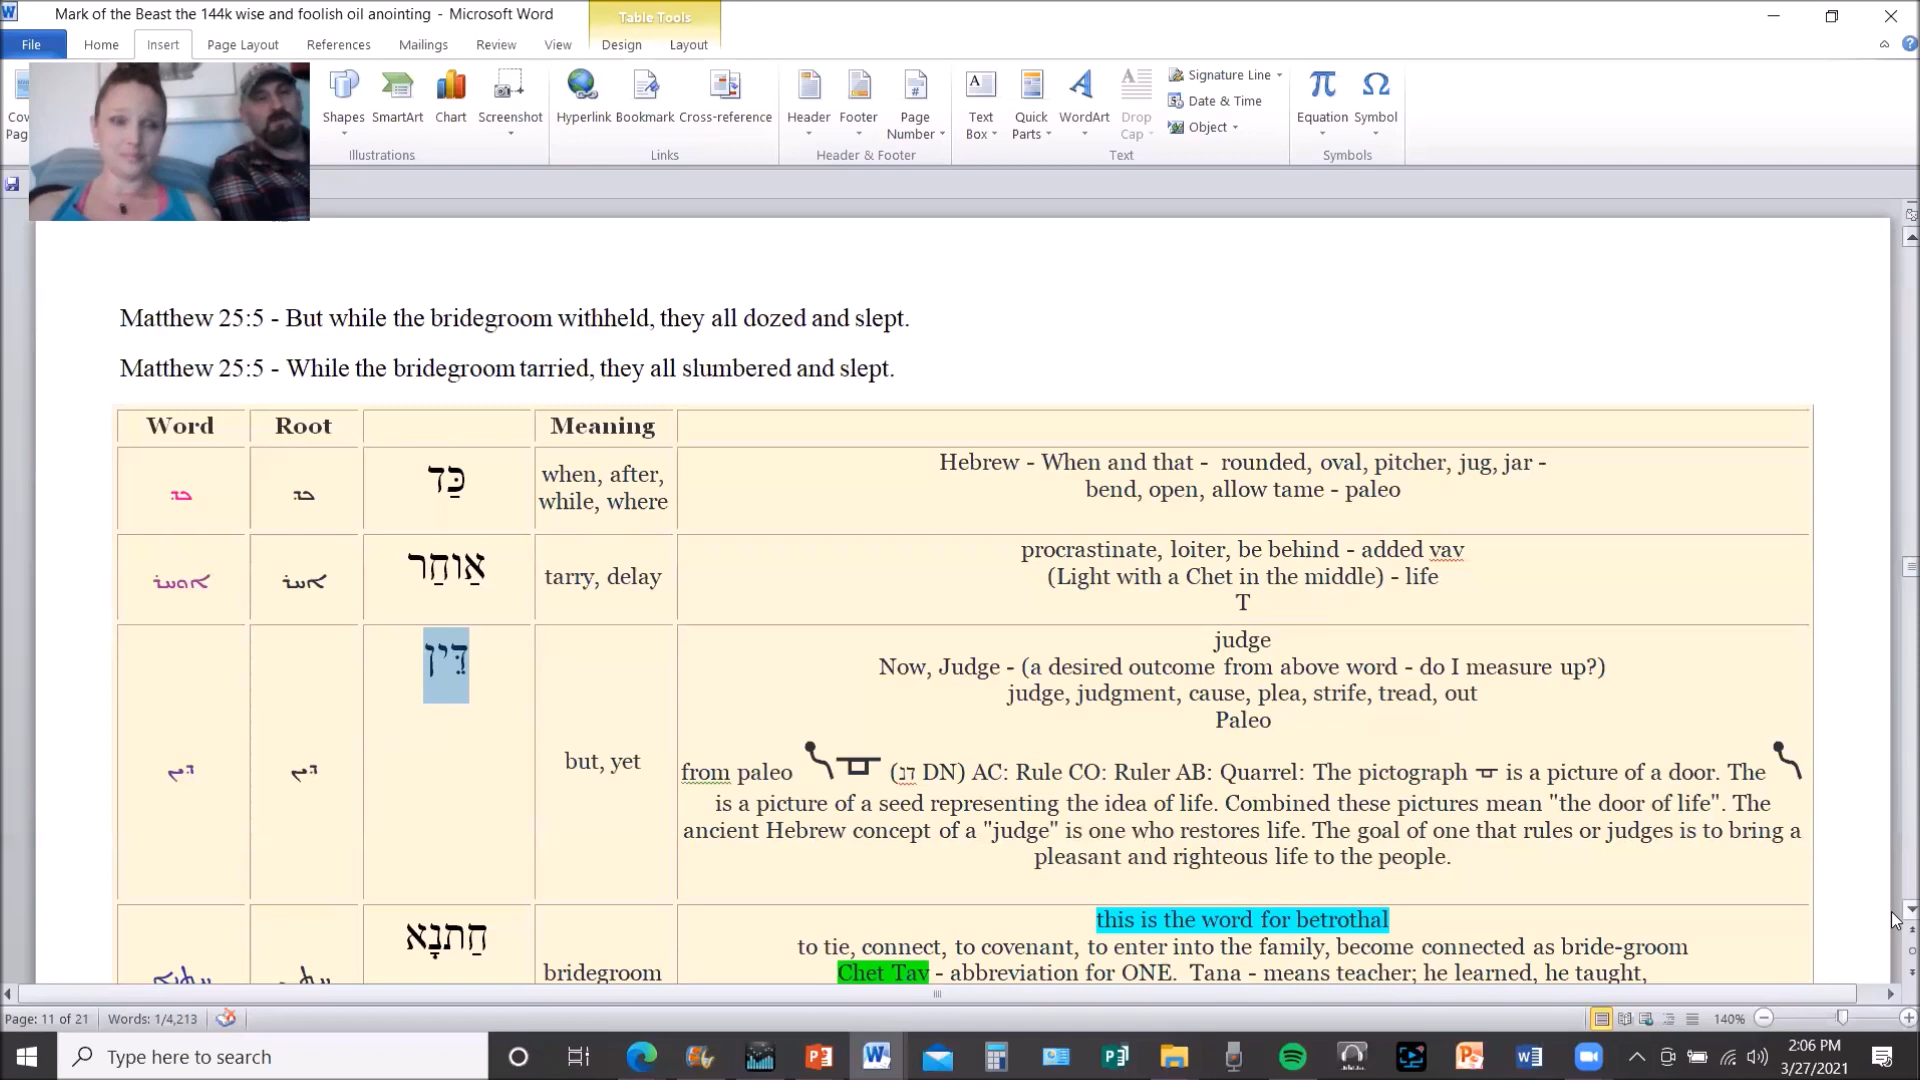 Mark of the Beast the 144k wise and foolish oil anointing - Microsoft Word
Table Tools
File Home Insert Page Layout References Mailings Review View Design Layout
Shapes SmartArt Chart Screenshot Hyperlink Bookmark Cross-reference Header Footer Page Number Text Box Quick Parts WordArt Drop Cap
Signature Line
Date & Time
Object
Equation Symbol
Illustrations Links Header & Footer Text Symbols
Matthew 25:5 - But while the bridegroom withheld, they all dozed and slept.
Matthew 25:5 - While the bridegroom tarried, they all slumbered and slept.
Word Root Meaning
ܟܕ ܟܕ כַּד when, after, while, where
Hebrew - When and that - rounded, oval, pitcher, jug, jar -
bend, open, allow tame - paleo
ܐܘܚܪ ܐܚܪ אַוחַר tarry, delay
procrastinate, loiter, be behind - added vav
(Light with a Chet in the middle) - life
T
ܕܝܢ ܕܝܢ דֵּין but, yet
judge
Now, Judge - (a desired outcome from above word - do I measure up?)
judge, judgment, cause, plea, strife, tread, out
Paleo
from paleo (דנ DN) AC: Rule CO: Ruler AB: Quarrel: The pictograph is a picture of a door. The
is a picture of a seed representing the idea of life. Combined these pictures mean "the door of life". The
ancient Hebrew concept of a "judge" is one who restores life. The goal of one that rules or judges is to bring a
pleasant and righteous life to the people.
חַתנָא bridegroom
this is the word for betrothal
to tie, connect, to covenant, to enter into the family, become connected as bride-groom
Chet Tav - abbreviation for ONE. Tana - means teacher; he learned, he taught,
Page: 11 of 21 Words: 1/4,213 140%
Type here to search
2:06 PM
3/27/2021